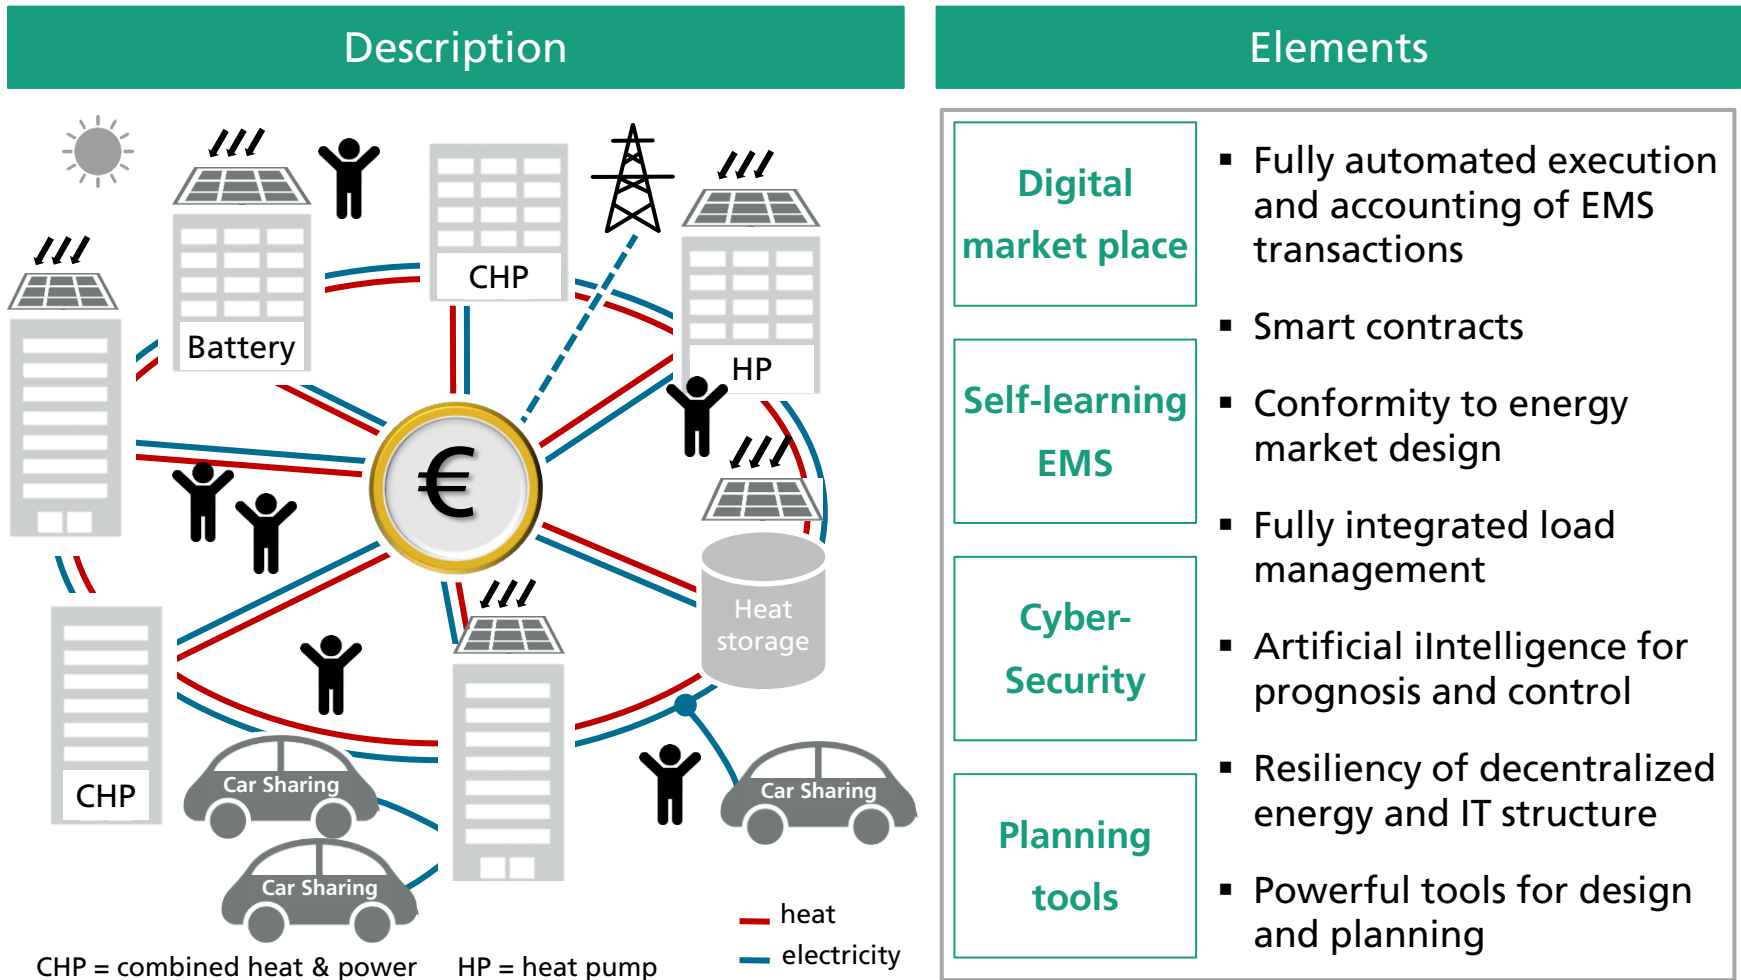 Description
CHP
Battery
HP
€
Heat
storage
CHP
Car Sharing
Car Sharing
Car Sharing
heat
electricity
CHP = combined heat & power
HP = heat pump
Elements
Digital
market place
Self-learning
EMS
Cyber-
Security
Planning
tools
▪ Fully automated execution
and accounting of EMS
transactions
▪ Smart contracts
▪ Conformity to energy
market design
▪ Fully integrated load
management
▪ Artificial iIntelligence for
prognosis and control
▪ Resiliency of decentralized
energy and IT structure
▪ Powerful tools for design
and planning